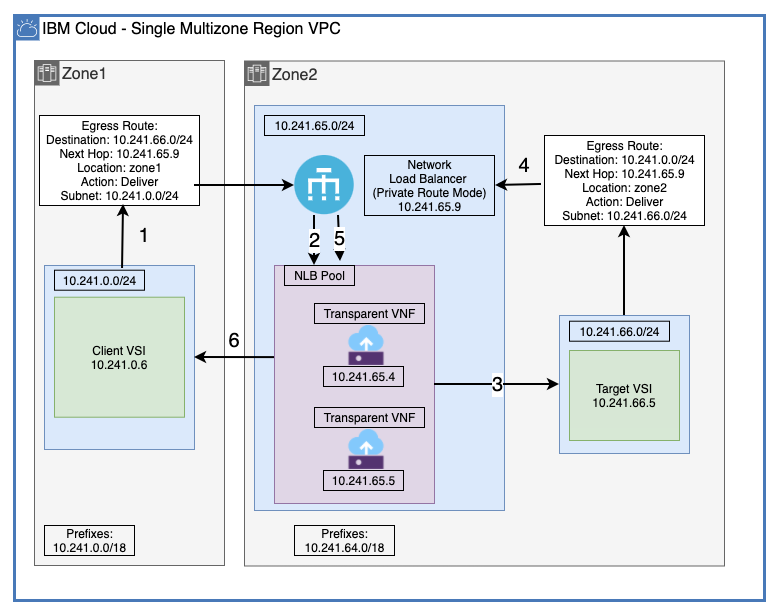 IBM Cloud - Single Multizone Region VPC
Zone1
Egress Route:
Destination: 10.241.66.0/24
Next Hop: 10.241.65.9
Location: zone1
Action: Deliver
Subnet: 10.241.0.0/24
1
10.241.0.0/24
Client VSI
10.241.0.6
Prefixes:
10.241.0.0/18
Zone2
10.241.65.0/24
Network
Load Balancer
(Private Route Mode)
10.241.65.9
2
5
NLB Pool
Transparent VNF
10.241.65.4
Transparent VNF
10.241.65.5
6
3
4
Egress Route:
Destination: 10.241.0.0/24
Next Hop: 10.241.65.9
Location: zone2
Action: Deliver
Subnet: 10.241.66.0/24
10.241.66.0/24
Target VSI
10.241.66.5
Prefixes:
10.241.64.0/18